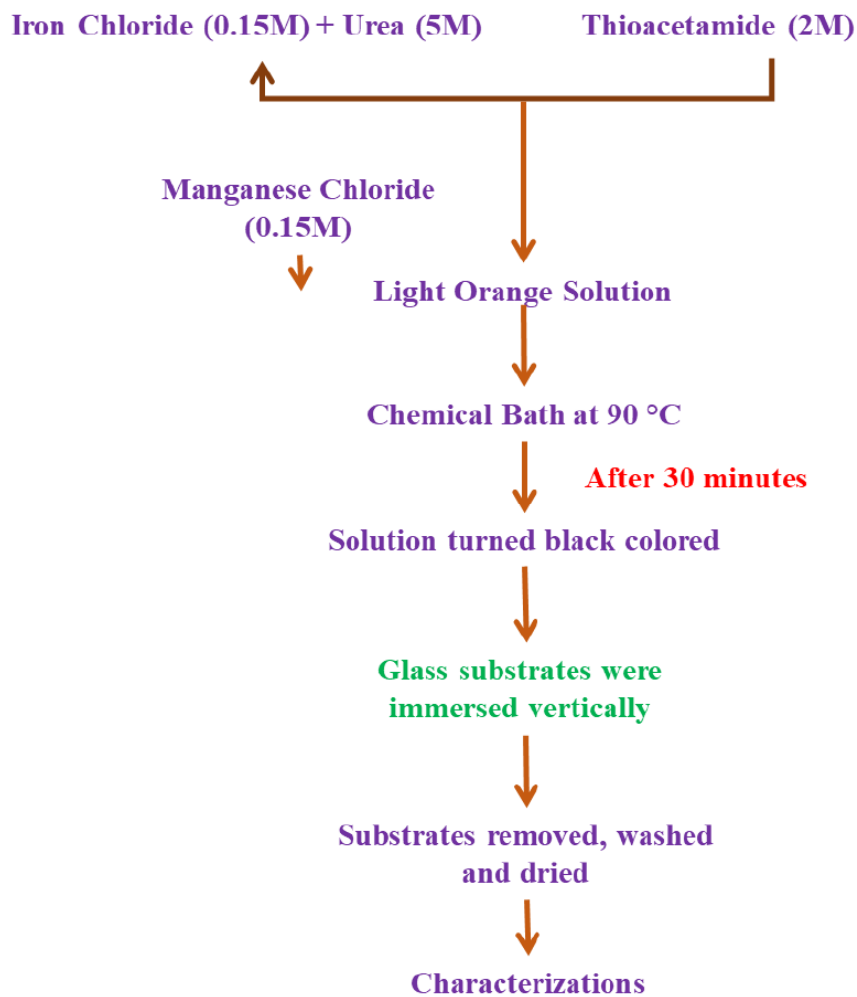 Iron Chloride (0.15M) + Urea (5M)
Thioacetamide (2M)
Manganese Chloride
(0.15M)
Light Orange Solution
Chemical Bath at 90 °C
After 30 minutes
Solution turned black colored
Glass substrates were
immersed vertically
Substrates removed, washed
and dried
Characterizations